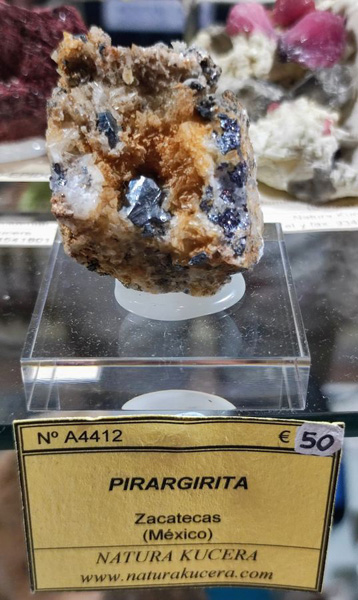 Nº A4412 € 50
PIRARGIRITA
Zacatecas
(México)
NATURA KUCERA
www.naturakucera.com